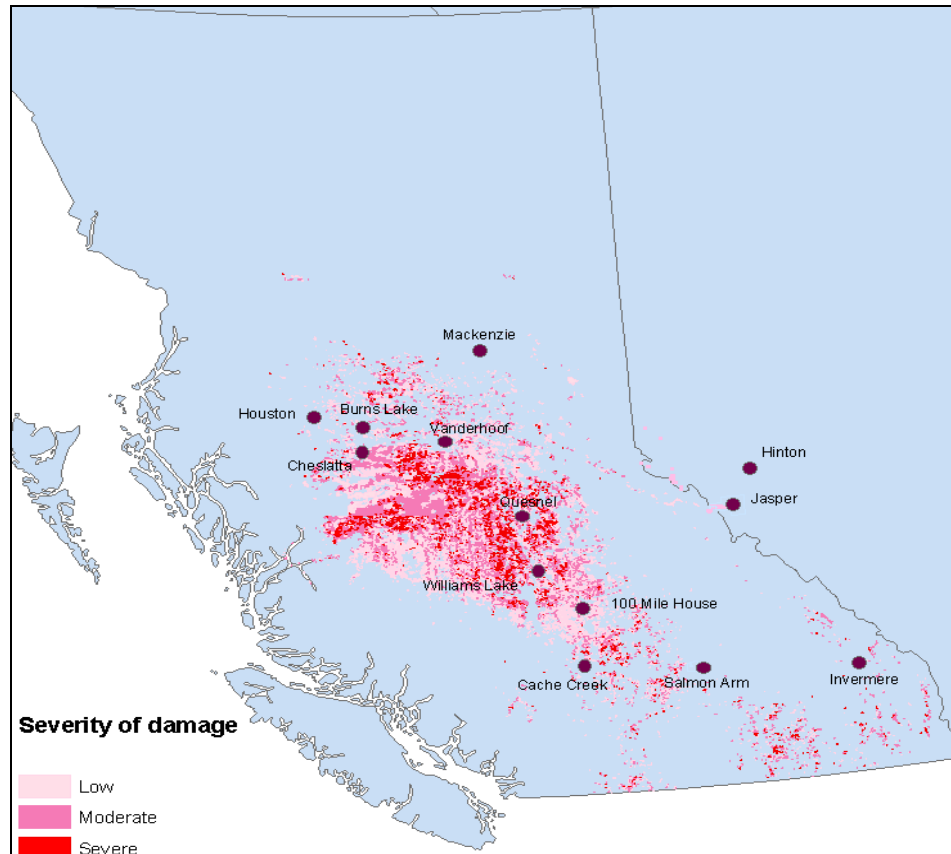 Mackenzie
Houston
Burns Lake
Vanderhoof
Cheslatta
Hinton
Jasper
Quesnel
Williams Lake
100 Mile House
Cache Creek
Salmon Arm
Invermere
Severity of damage
Low
Moderate
Severe